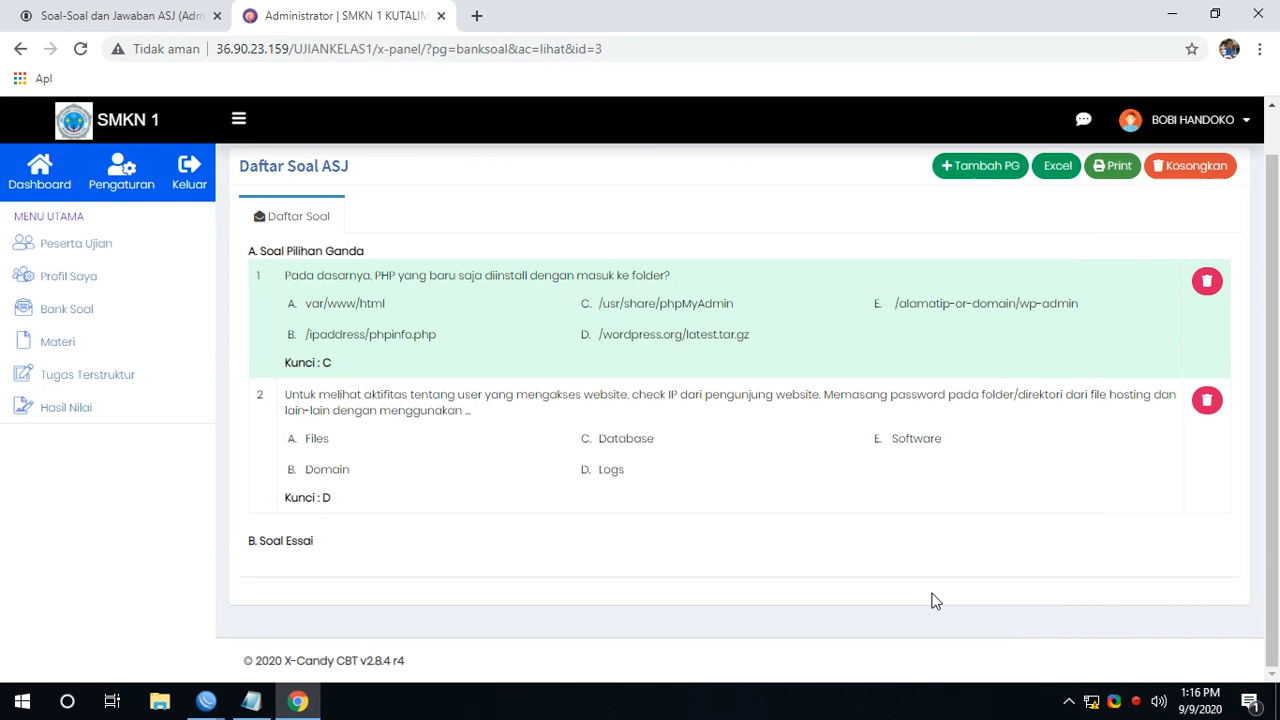 Soal-Soal dan Jawaban ASJ (Adm
Administrator | SMKN 1 KUTALIM
Tidak aman
36.90.23.159/UJIANKELAS1/x-panel/?pg=banksoal&ac=lihat&id=3
Apl
SMKN 1
BOBI HANDOKO
Dashboard
Pengaturan
Keluar
MENU UTAMA
Peserta Ujian
Profil Saya
Bank Soal
Materi
Tugas Terstruktur
Hasil Nilai
Daftar Soal ASJ
Tambah PG
Excel
Print
Kosongkan
Daftar Soal
A. Soal Pilihan Ganda
1 Pada dasarnya, PHP yang baru saja diinstall dengan masuk ke folder?
A. var/www/html
C. /usr/share/phpMyAdmin
E. /alamatip-or-domain/wp-admin
B. /ipaddress/phpinfo.php
D. /wordpress.org/latest.tar.gz
Kunci : C
2 Untuk melihat aktifitas tentang user yang mengakses website, check IP dari pengunjung website. Memasang password pada folder/direktori dari file hosting dan
lain-lain dengan menggunakan ...
A. Files
C. Database
E. Software
B. Domain
D. Logs
Kunci : D
B. Soal Essai
© 2020 X-Candy CBT v2.8.4 r4
1:16 PM
9/9/2020
1